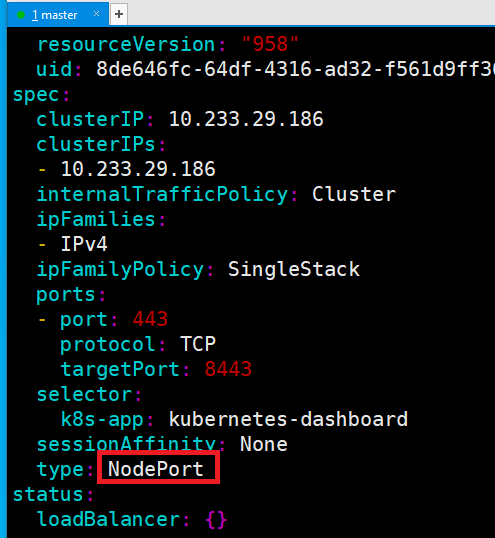 1 master × +
  resourceVersion: "958"
  uid: 8de646fc-64df-4316-ad32-f561d9ff3
spec:
  clusterIP: 10.233.29.186
  clusterIPs:
  - 10.233.29.186
  internalTrafficPolicy: Cluster
  ipFamilies:
  - IPv4
  ipFamilyPolicy: SingleStack
  ports:
  - port: 443
    protocol: TCP
    targetPort: 8443
  selector:
    k8s-app: kubernetes-dashboard
  sessionAffinity: None
  type: NodePort
status:
  loadBalancer: {}